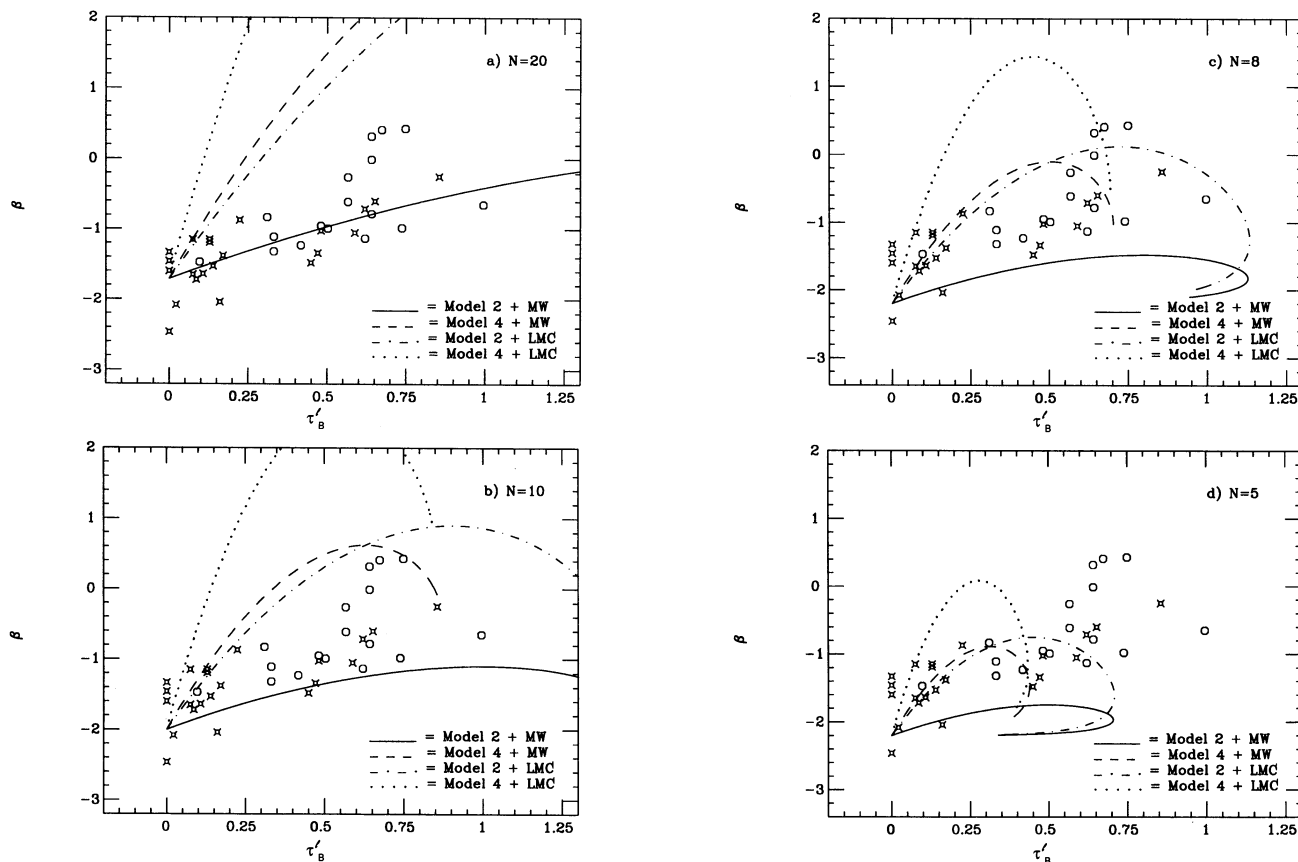 2
1
0
−1
−2
−3
β
a) N=20
= Model 2 + MW
= Model 4 + MW
= Model 2 + LMC
= Model 4 + LMC
0 0.25 0.5 0.75 1 1.25
τ′B
2
1
0
−1
−2
−3
β
b) N=10
= Model 2 + MW
= Model 4 + MW
= Model 2 + LMC
= Model 4 + LMC
0 0.25 0.5 0.75 1 1.25
τ′B
2
1
0
−1
−2
−3
β
c) N=8
= Model 2 + MW
= Model 4 + MW
= Model 2 + LMC
= Model 4 + LMC
0 0.25 0.5 0.75 1 1.25
τ′B
2
1
0
−1
−2
−3
β
d) N=5
= Model 2 + MW
= Model 4 + MW
= Model 2 + LMC
= Model 4 + LMC
0 0.25 0.5 0.75 1 1.25
τ′B